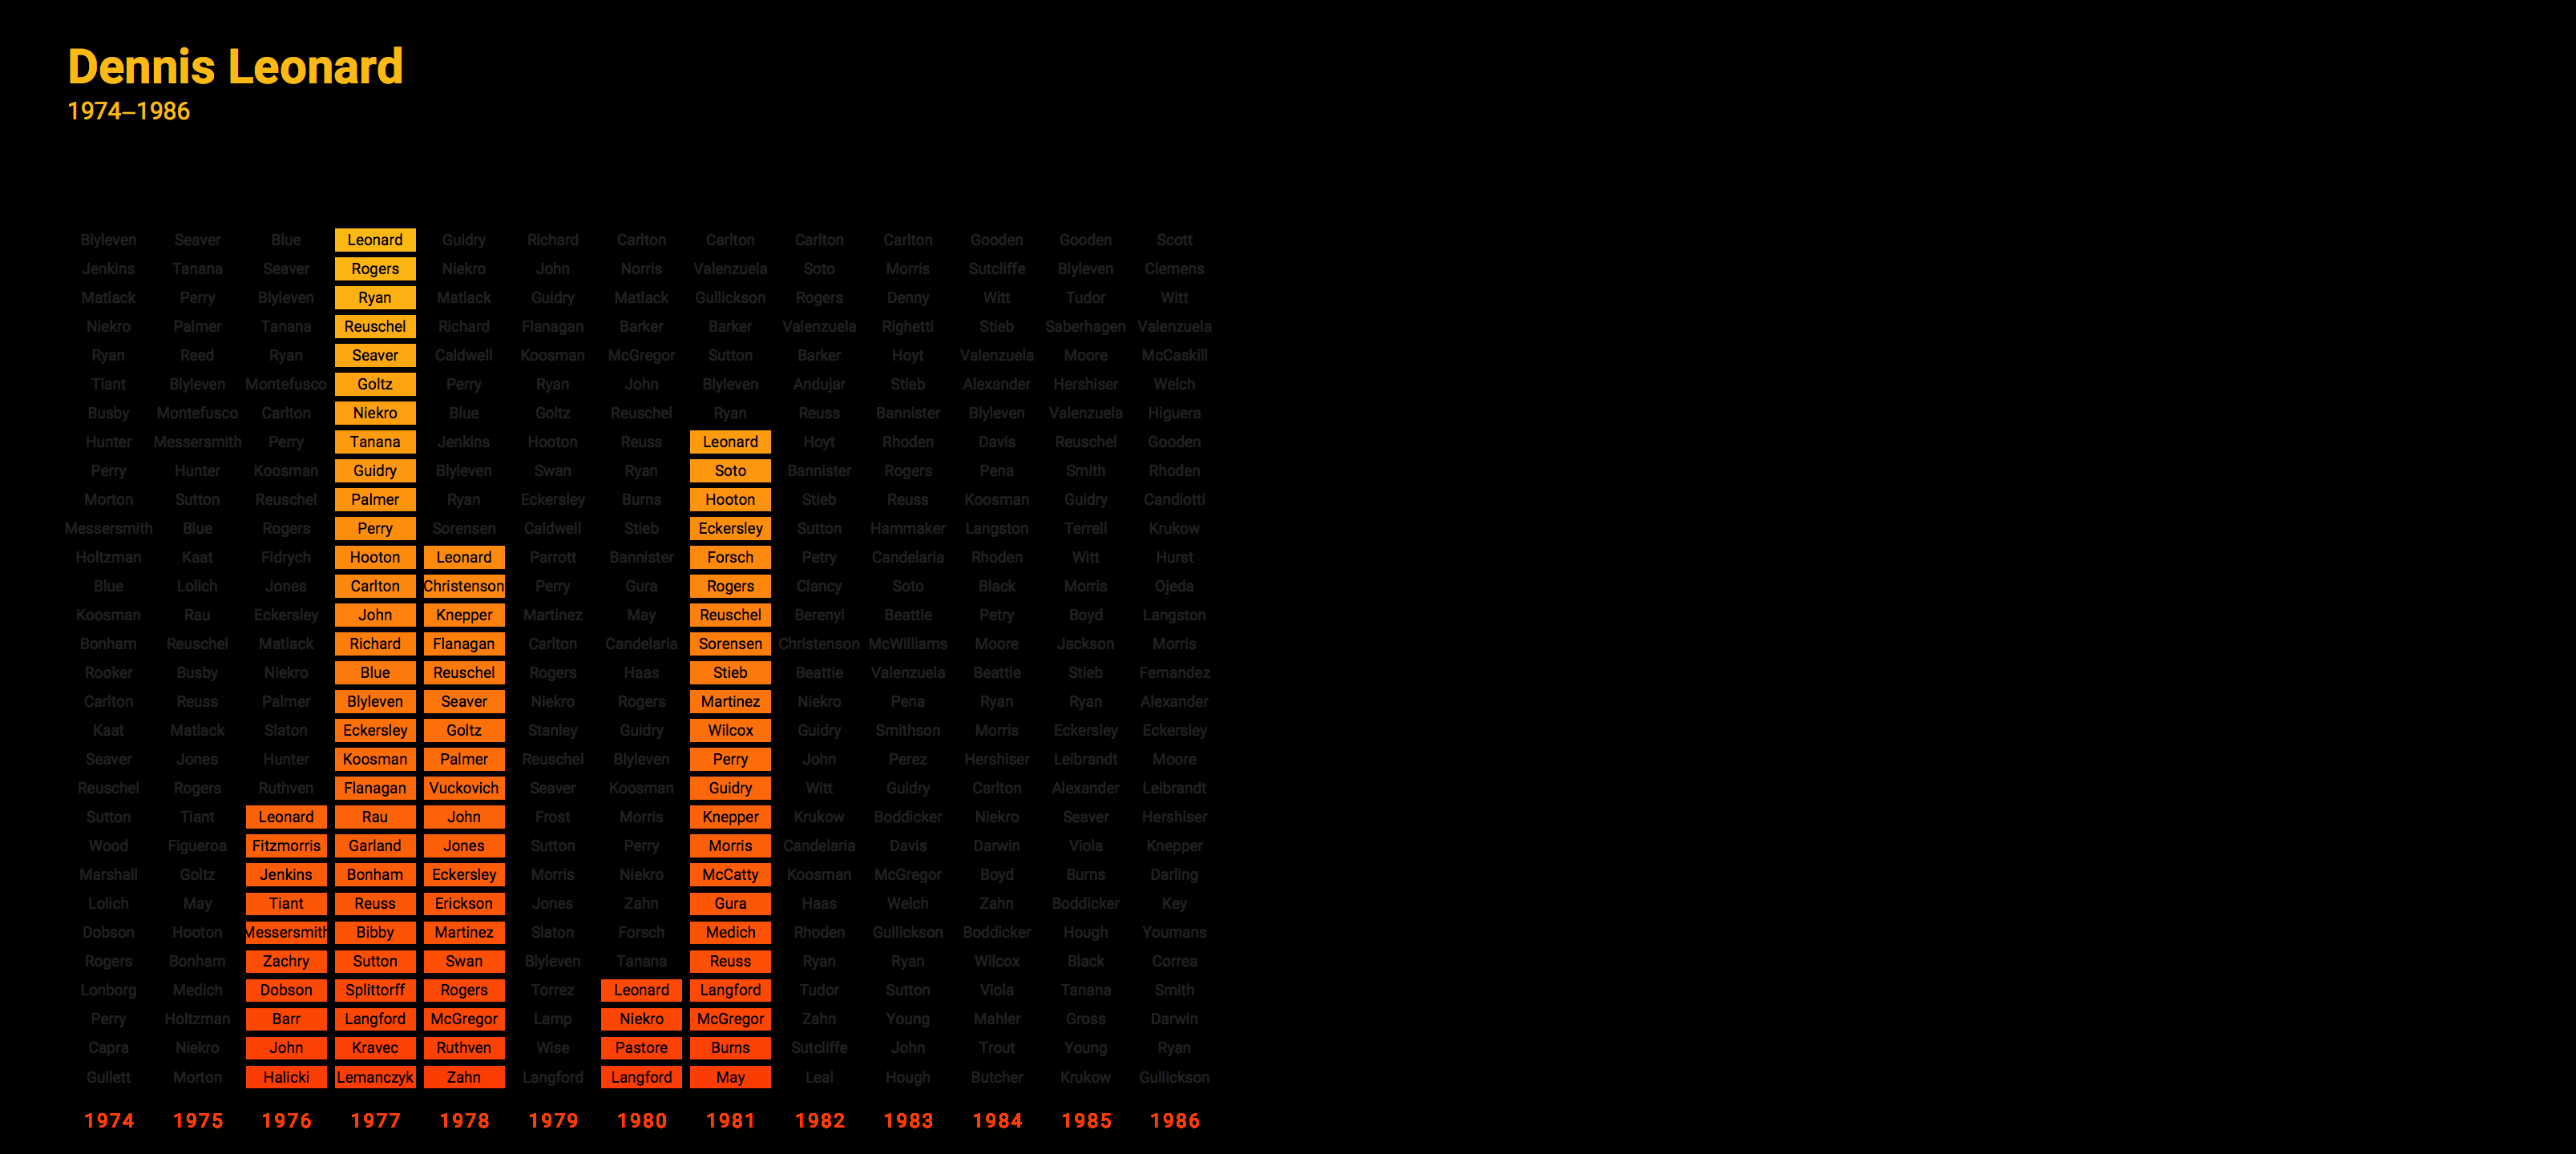 Dennis Leonard
1974–1986
Blyleven Seaver Blue Leonard Guidry Richard Carlton Carlton Carlton Carlton Gooden Gooden Scott
Jenkins Tanana Seaver Rogers Niekro John Norris Valenzuela Soto Morris Sutcliffe Blyleven Clemens
Matlack Perry Blyleven Ryan Matlack Guidry Matlack Gullickson Rogers Denny Witt Tudor Witt
Niekro Palmer Tanana Reuschel Richard Flanagan Barker Barker Valenzuela Righetti Stieb Saberhagen Valenzuela
Ryan Reed Ryan Seaver Caldwell Koosman McGregor Sutton Barker Hoyt Valenzuela Moore McCaskill
Tiant Blyleven Montefusco Goltz Perry Ryan John Blyleven Andujar Stieb Alexander Hershiser Welch
Busby Montefusco Carlton Niekro Blue Goltz Reuschel Ryan Reuss Bannister Blyleven Valenzuela Higuera
Hunter Messersmith Perry Tanana Jenkins Hooton Reuss Leonard Hoyt Rhoden Davis Reuschel Gooden
Perry Hunter Koosman Guidry Blyleven Swan Ryan Soto Bannister Rogers Pena Smith Rhoden
Morton Sutton Reuschel Palmer Ryan Eckersley Burns Hooton Stieb Reuss Koosman Guidry Candiotti
Messersmith Blue Rogers Perry Sorensen Caldwell Stieb Eckersley Sutton Hammaker Langston Terrell Krukow
Holtzman Kaat Fidrych Hooton Leonard Parrott Bannister Forsch Petry Candelaria Rhoden Witt Hurst
Blue Lolich Jones Carlton Christenson Perry Gura Rogers Clancy Soto Black Morris Ojeda
Koosman Rau Eckersley John Knepper Martinez May Reuschel Berenyi Beattie Petry Boyd Langston
Bonham Reuschel Matlack Richard Flanagan Carlton Candelaria Sorensen Christenson McWilliams Moore Jackson Morris
Rooker Busby Niekro Blue Reuschel Rogers Haas Stieb Beattie Valenzuela Beattie Stieb Fernandez
Carlton Reuss Palmer Blyleven Seaver Niekro Rogers Martinez Niekro Pena Ryan Ryan Alexander
Kaat Matlack Slaton Eckersley Goltz Stanley Guidry Wilcox Guidry Smithson Morris Eckersley Eckersley
Seaver Jones Hunter Koosman Palmer Reuschel Blyleven Perry John Perez Hershiser Leibrandt Moore
Reuschel Rogers Ruthven Flanagan Vuckovich Seaver Koosman Guidry Witt Guidry Carlton Alexander Leibrandt
Sutton Tiant Leonard Rau John Frost Morris Knepper Krukow Boddicker Niekro Seaver Hershiser
Wood Figueroa Fitzmorris Garland Jones Sutton Perry Morris Candelaria Davis Darwin Viola Knepper
Marshall Goltz Jenkins Bonham Eckersley Morris Niekro McCatty Koosman McGregor Boyd Burns Darling
Lolich May Tiant Reuss Erickson Jones Zahn Gura Haas Welch Zahn Boddicker Key
Dobson Hooton Messersmith Bibby Martinez Slaton Forsch Medich Rhoden Gullickson Boddicker Hough Youmans
Rogers Bonham Zachry Sutton Swan Blyleven Tanana Reuss Ryan Ryan Wilcox Black Correa
Lonborg Medich Dobson Splittorff Rogers Torrez Leonard Langford Tudor Sutton Viola Tanana Smith
Perry Holtzman Barr Langford McGregor Lamp Niekro McGregor Zahn Young Mahler Gross Darwin
Capra Niekro John Kravec Ruthven Wise Pastore Burns Sutcliffe John Trout Young Ryan
Gullett Morton Halicki Lemanczyk Zahn Langford Langford May Leal Hough Butcher Krukow Gullickson
1974 1975 1976 1977 1978 1979 1980 1981 1982 1983 1984 1985 1986